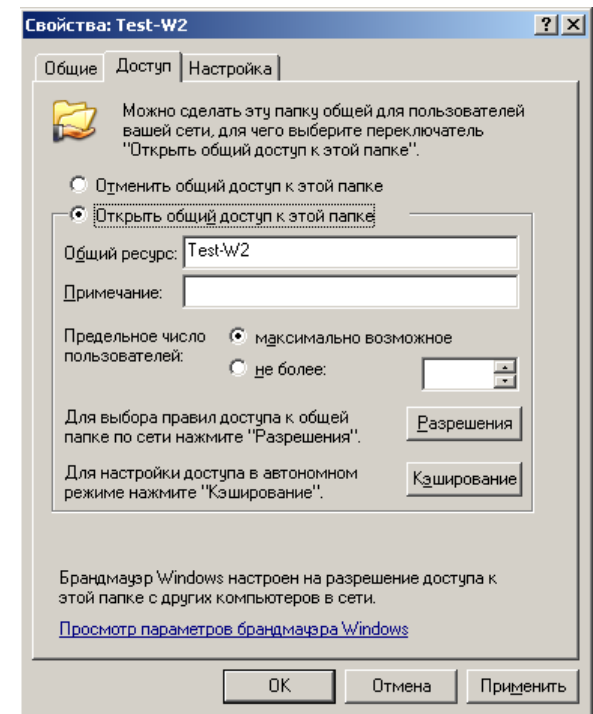 Свойства: Test-W2
Общие Доступ Настройка
Можно сделать эту папку общей для пользователей
вашей сети, для чего выберите переключатель
"Открыть общий доступ к этой папке".
Отменить общий доступ к этой папке
Открыть общий доступ к этой папке
Общий ресурс: Test-W2
Примечание:
Предельное число
пользователей:
максимально возможное
не более:
Для выбора правил доступа к общей
папке по сети нажмите "Разрешения".
Разрешения
Для настройки доступа в автономном
режиме нажмите "Кэширование".
Кэширование
Брандмауэр Windows настроен на разрешение доступа к
этой папке с других компьютеров в сети.
Просмотр параметров брандмауэра Windows
OK Отмена Применить